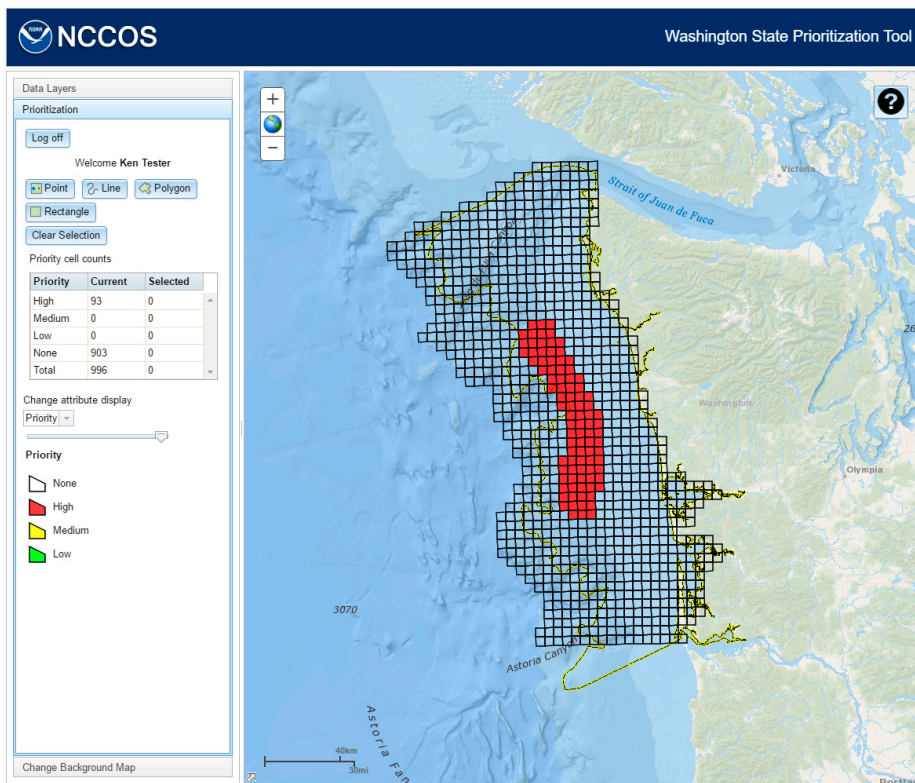 NOAA
NCCOS
Washington State Prioritization Tool
Data Layers
Prioritization
Log off
Welcome Ken Tester
Point Line Polygon
Rectangle
Clear Selection
Priority cell counts
Priority Current Selected
High 93 0
Medium 0 0
Low 0 0
None 903 0
Total 996 0
Change attribute display
Priority
Priority
None
High
Medium
Low
Change Background Map
+
−
?
Victoria
Strait of Juan de Fuca
Washington
Olympia
3070
Astoria Canyon
Astoria Fan
40km
30mi